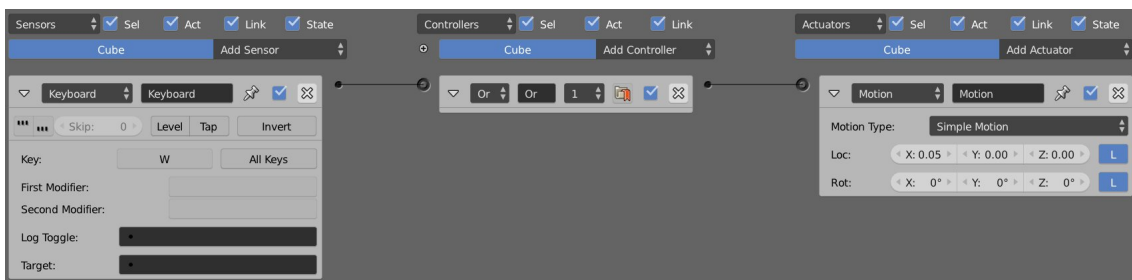 Sensors Sel Act Link State
Cube Add Sensor
Keyboard Keyboard
Skip: 0 Level Tap Invert
Key: W All Keys
First Modifier:
Second Modifier:
Log Toggle:
Target:
Controllers Sel Act Link
Cube Add Controller
Or Or 1
Actuators Sel Act Link State
Cube Add Actuator
Motion Motion
Motion Type: Simple Motion
Loc: X: 0.05 Y: 0.00 Z: 0.00 L
Rot: X: 0° Y: 0° Z: 0° L